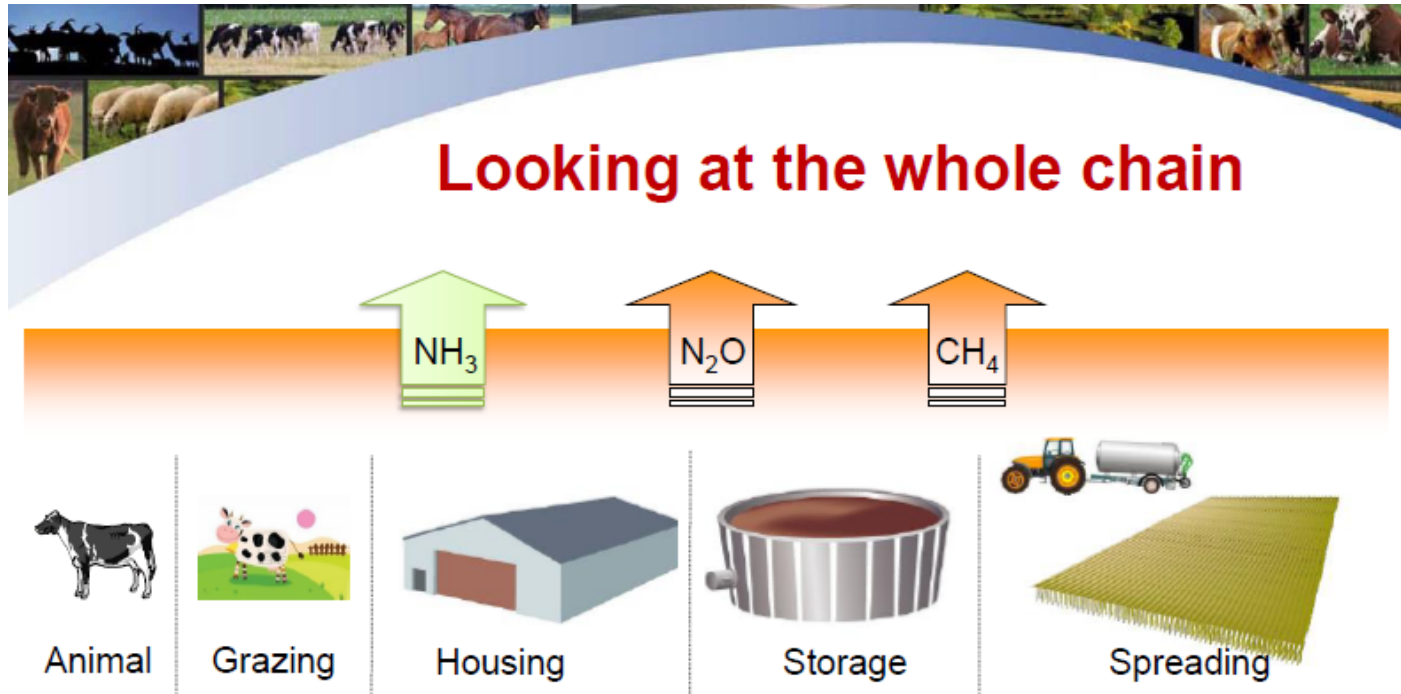 Looking at the whole chain
NH₃ N₂O CH₄
Animal Grazing Housing Storage Spreading